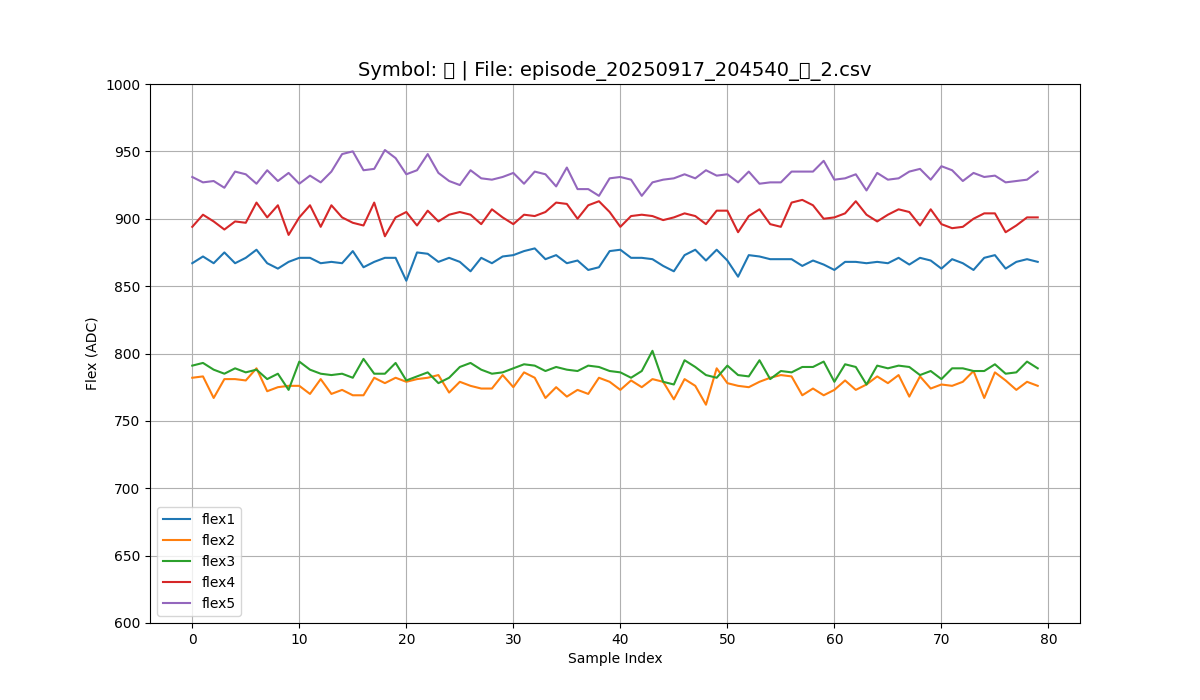 Symbol: ▯ | File: episode_20250917_204540_▯_2.csv
1000
950
900
850
800
750
700
650
600
Flex (ADC)
flex1
flex2
flex3
flex4
flex5
0 10 20 30 40 50 60 70 80
Sample Index